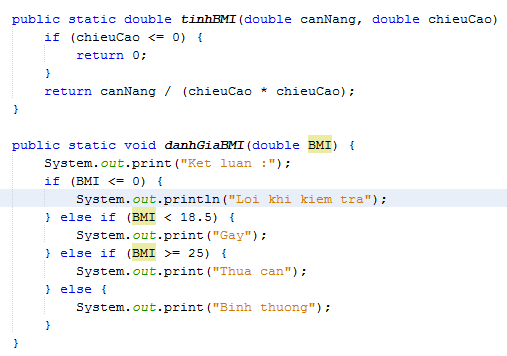 public static double tinhBMI(double canNang, double chieuCao)
    if (chieuCao <= 0) {
        return 0;
    }
    return canNang / (chieuCao * chieuCao);
}

public static void danhGiaBMI(double BMI) {
    System.out.print("Ket luan :");
    if (BMI <= 0) {
        System.out.println("Loi khi kiem tra");
    } else if (BMI < 18.5) {
        System.out.print("Gay");
    } else if (BMI >= 25) {
        System.out.print("Thua can");
    } else {
        System.out.print("Binh thuong");
    }
}